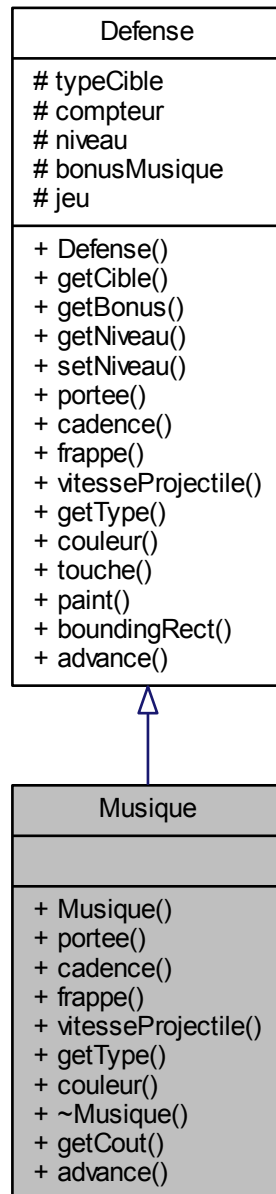 Defense
# typeCible
# compteur
# niveau
# bonusMusique
# jeu
+ Defense()
+ getCible()
+ getBonus()
+ getNiveau()
+ setNiveau()
+ portee()
+ cadence()
+ frappe()
+ vitesseProjectile()
+ getType()
+ couleur()
+ touche()
+ paint()
+ boundingRect()
+ advance()
Musique
+ Musique()
+ portee()
+ cadence()
+ frappe()
+ vitesseProjectile()
+ getType()
+ couleur()
+ ~Musique()
+ getCout()
+ advance()